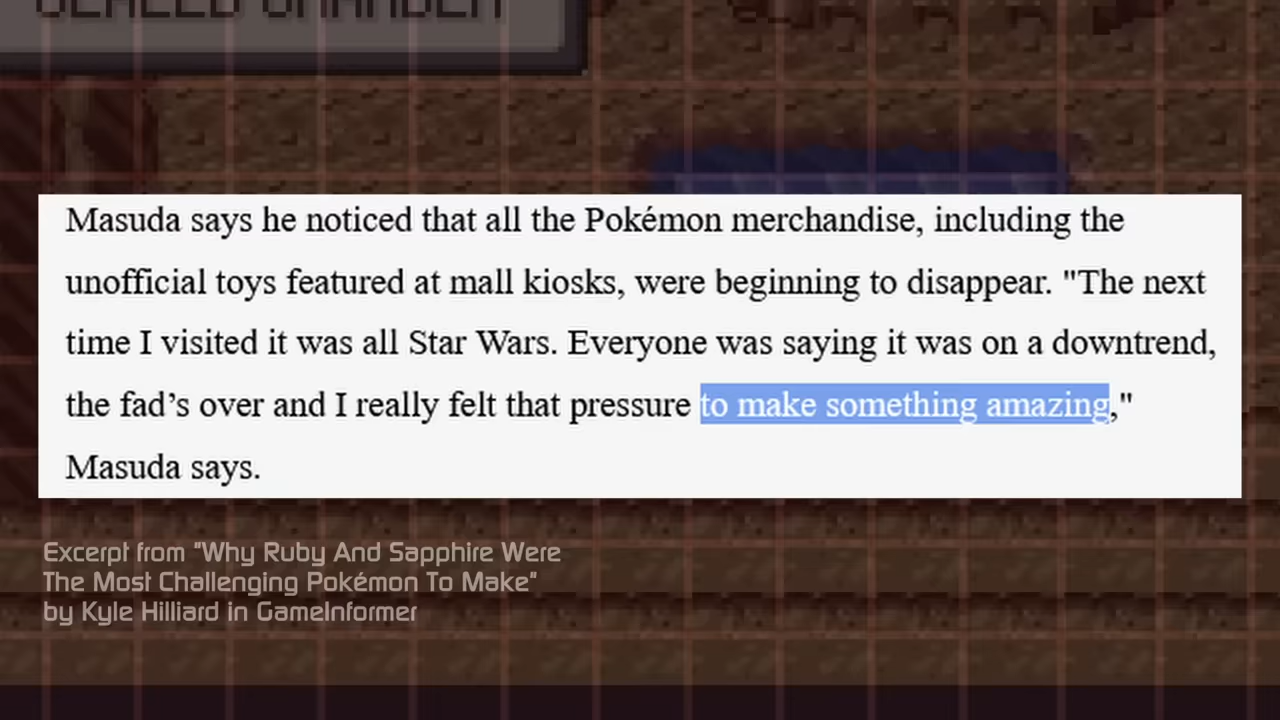 SEALED CHAMBER
Masuda says he noticed that all the Pokémon merchandise, including the
unofficial toys featured at mall kiosks, were beginning to disappear. "The next
time I visited it was all Star Wars. Everyone was saying it was on a downtrend,
the fad’s over and I really felt that pressure to make something amazing,"
Masuda says.
Excerpt from "Why Ruby And Sapphire Were
The Most Challenging Pokémon To Make"
by Kyle Hilliard in GameInformer